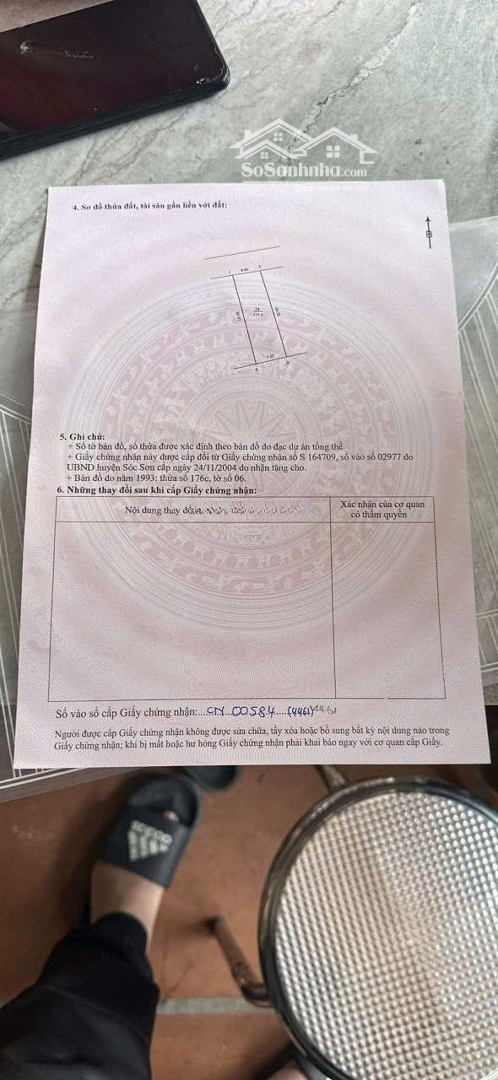 SoSanhnha.com
4. Sơ đồ thửa đất, tài sản gắn liền với đất:
B
1 2
5. Ghi chú:
+ Số tờ bản đồ, số thửa được xác định theo bản đồ đo đạc dự án tổng thể
+ Giấy chứng nhận này được cấp đổi từ Giấy chứng nhận số S 164709, số vào sổ 02977 do
UBND huyện Sóc Sơn cấp ngày 24/11/2004 do nhận tặng cho.
+ Bản đồ đo năm 1993; thửa số 176c, tờ số 06.
6. Những thay đổi sau khi cấp Giấy chứng nhận:
Nội dung thay đổi
Xác nhận của cơ quan
có thẩm quyền
Số vào sổ cấp Giấy chứng nhận:....CN...00584....(4461)
Người được cấp Giấy chứng nhận không được sửa chữa, tẩy xóa hoặc bổ sung bất kỳ nội dung nào trong
Giấy chứng nhận; khi bị mất hoặc hư hỏng Giấy chứng nhận phải khai báo ngay với cơ quan cấp Giấy.
adidas